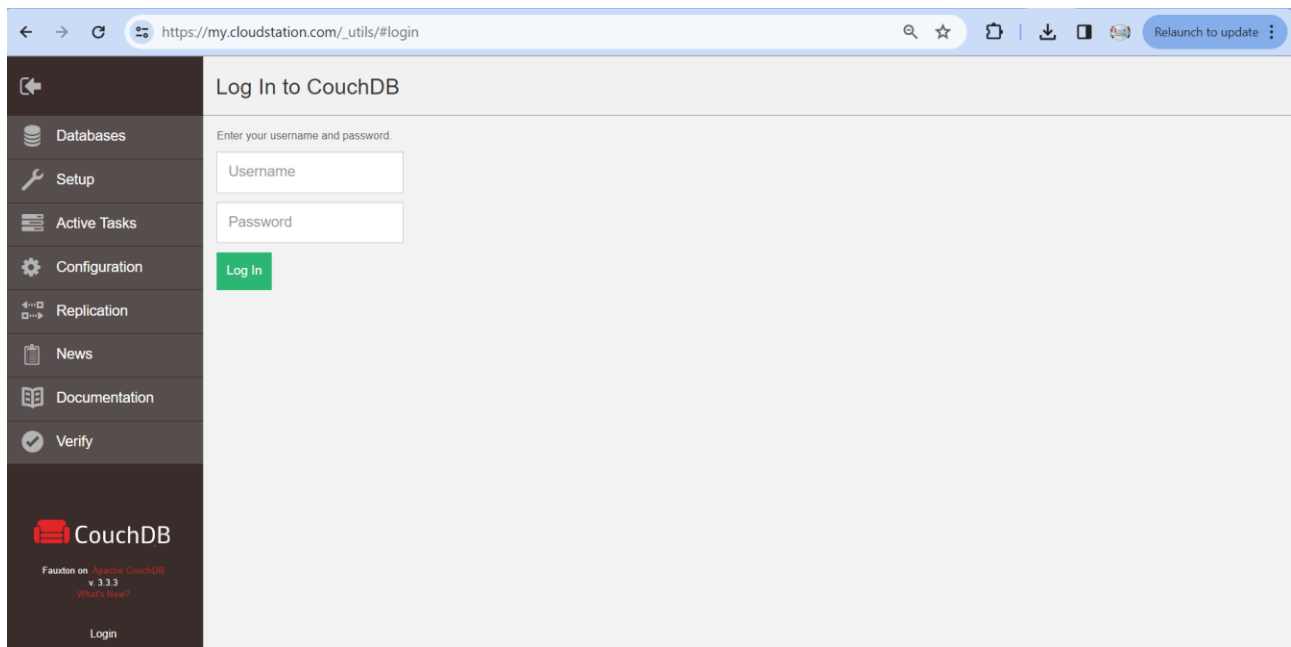 https://my.cloudstation.com/_utils/#login
Relaunch to update
Log In to CouchDB
Databases
Setup
Active Tasks
Configuration
Replication
News
Documentation
Verify
Enter your username and password.
Username
Password
Log In
CouchDB
Fauxton on Apache CouchDB
v. 3.3.3
What's New?
Login